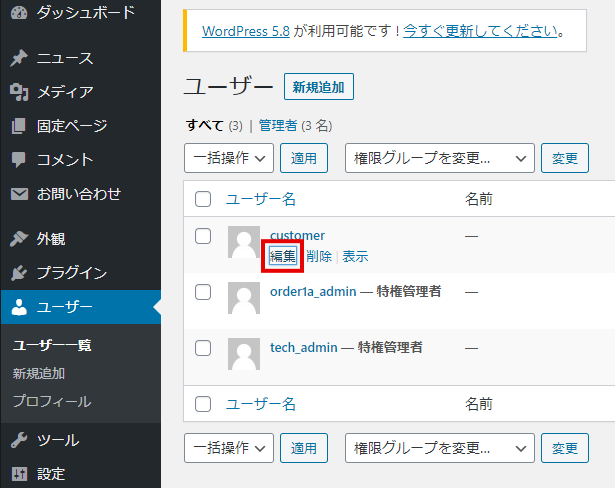 ダッシュボード
ニュース
メディア
固定ページ
コメント
お問い合わせ
外観
プラグイン
ユーザー
ユーザー一覧
新規追加
プロフィール
ツール
設定
WordPress 5.8 が利用可能です ! 今すぐ更新してください。
ユーザー 新規追加
すべて (3) | 管理者 (3 名)
一括操作 適用 権限グループを変更... 変更
ユーザー名 名前
customer —
編集 | 削除 | 表示
order1a_admin — 特権管理者 —
tech_admin — 特権管理者 —
ユーザー名 名前
一括操作 適用 権限グループを変更... 変更